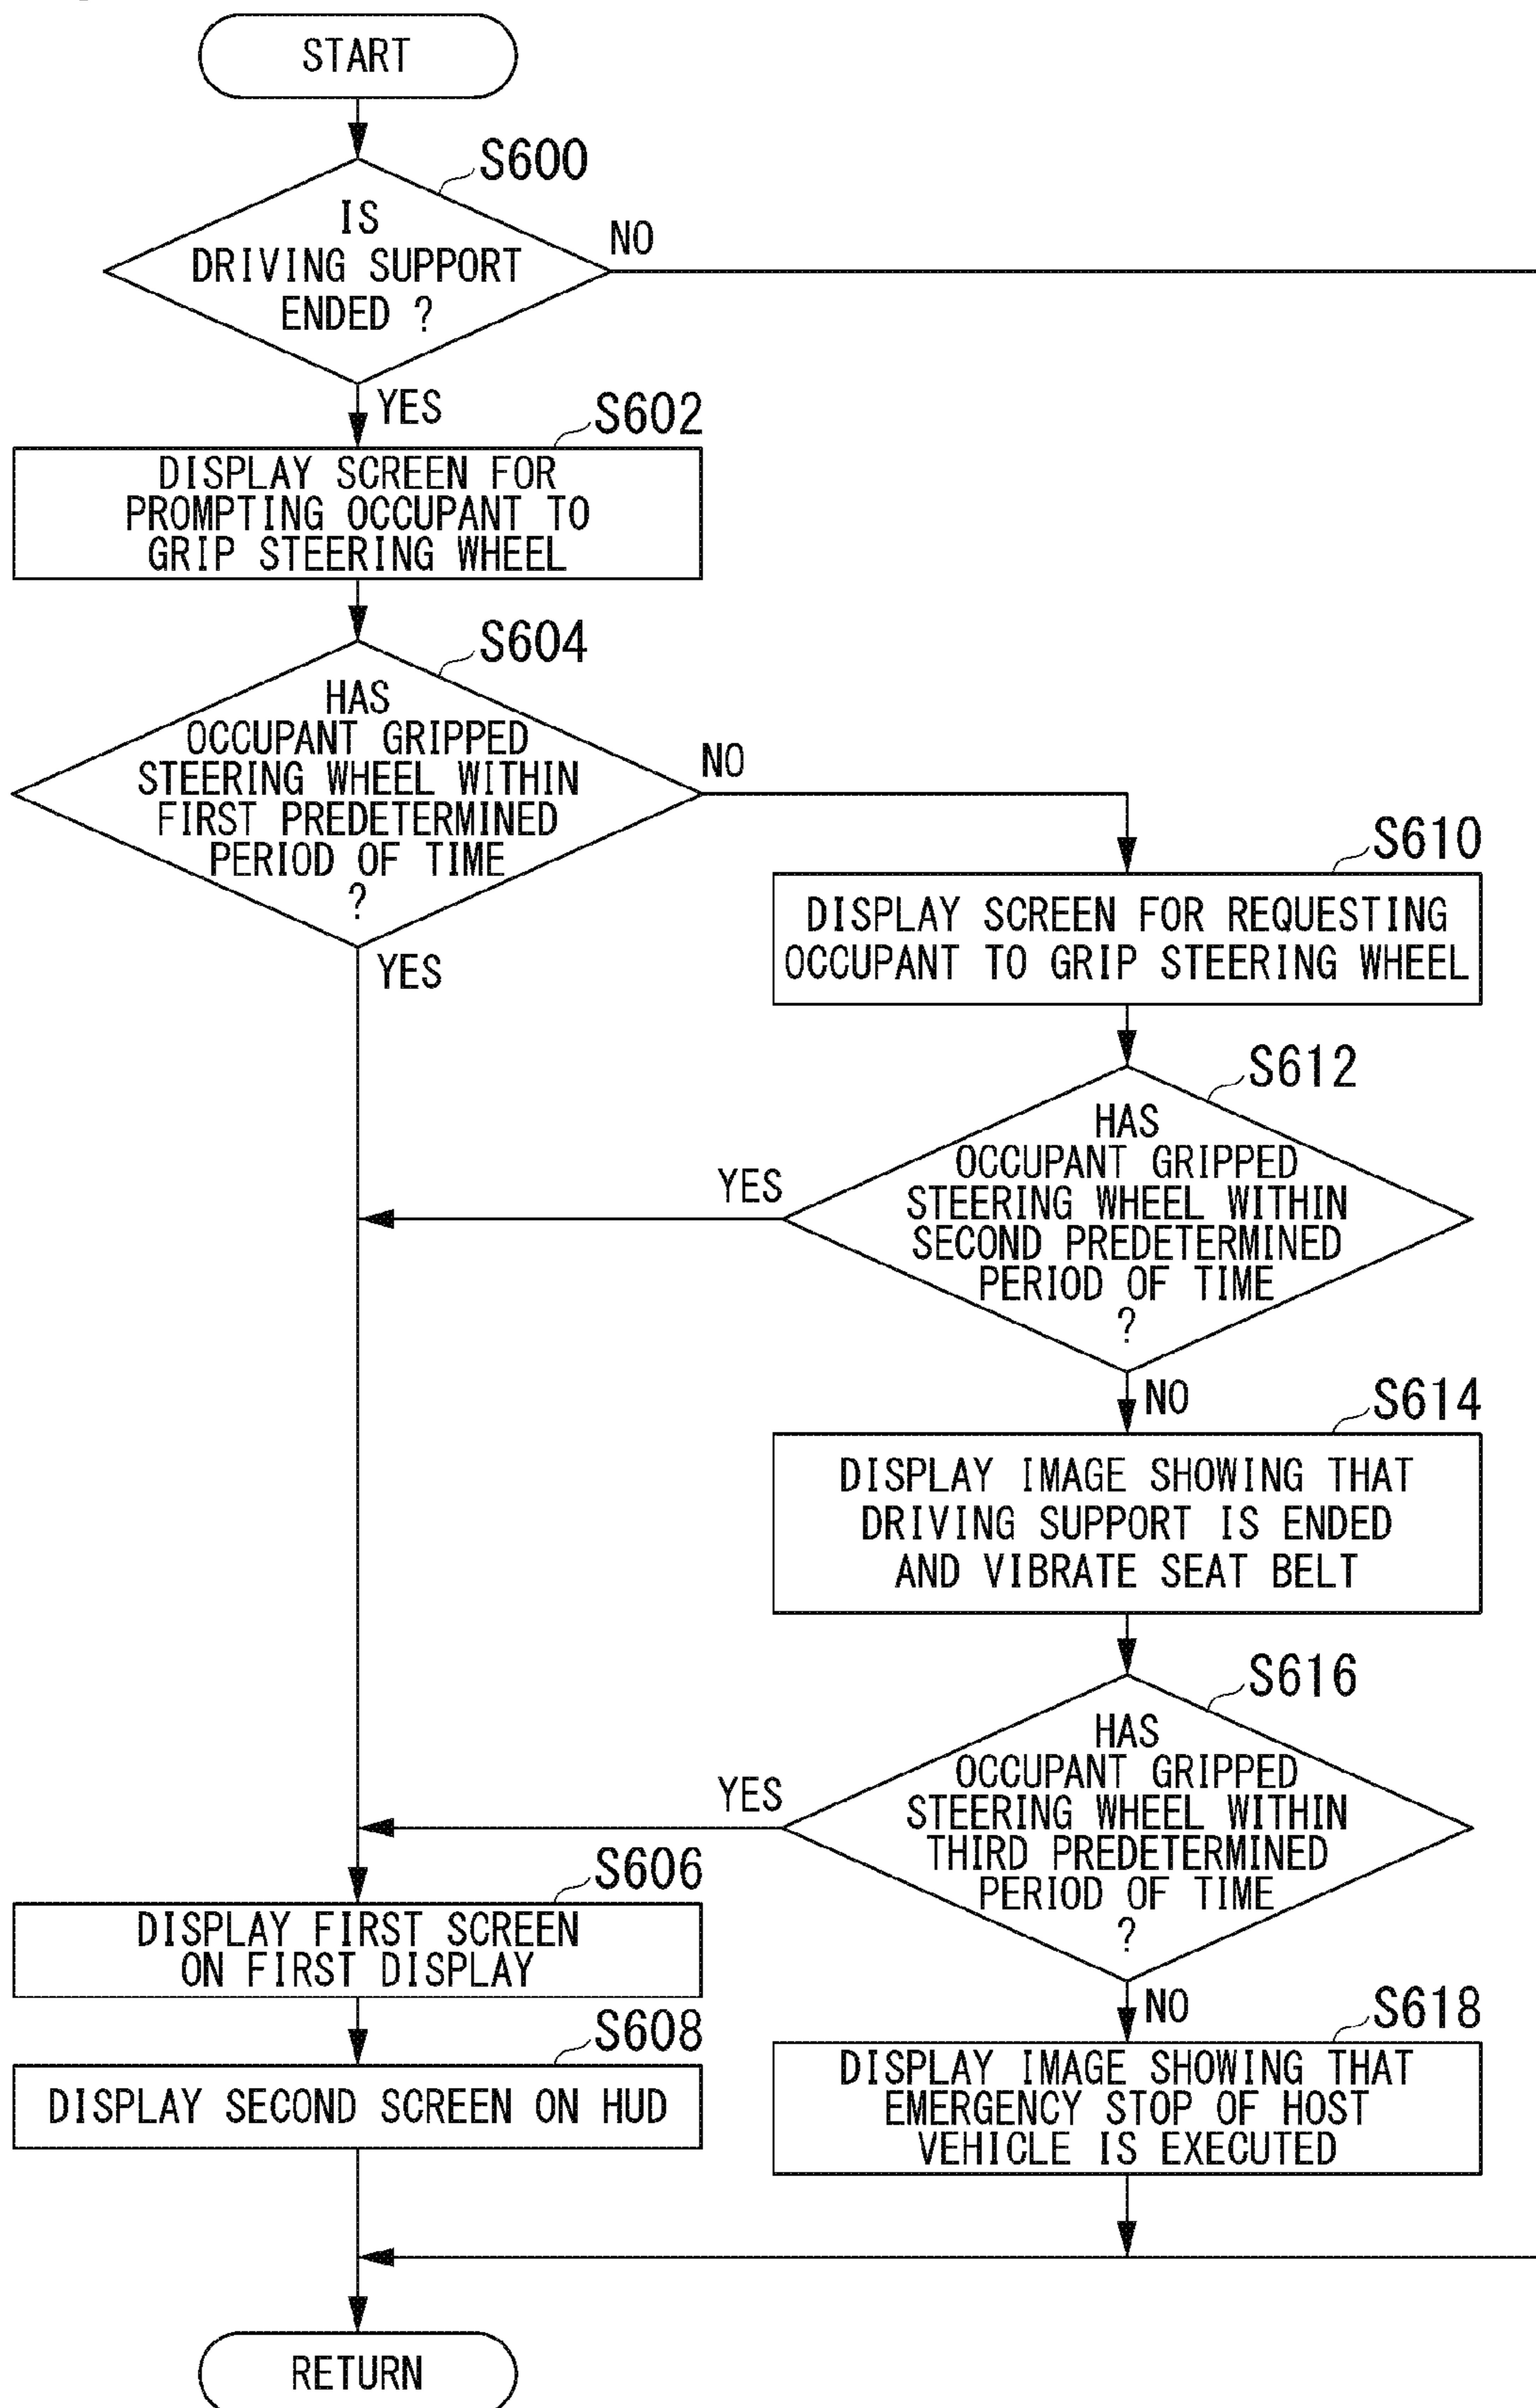 START
S600
IS
DRIVING SUPPORT
ENDED ?
NO
YES
S602
DISPLAY SCREEN FOR
PROMPTING OCCUPANT TO
GRIP STEERING WHEEL
S604
HAS
OCCUPANT GRIPPED
STEERING WHEEL WITHIN
FIRST PREDETERMINED
PERIOD OF TIME
?
NO
YES
S610
DISPLAY SCREEN FOR REQUESTING
OCCUPANT TO GRIP STEERING WHEEL
S612
HAS
OCCUPANT GRIPPED
STEERING WHEEL WITHIN
SECOND PREDETERMINED
PERIOD OF TIME
?
YES
NO
S614
DISPLAY IMAGE SHOWING THAT
DRIVING SUPPORT IS ENDED
AND VIBRATE SEAT BELT
S616
HAS
OCCUPANT GRIPPED
STEERING WHEEL WITHIN
THIRD PREDETERMINED
PERIOD OF TIME
?
YES
NO
S606
DISPLAY FIRST SCREEN
ON FIRST DISPLAY
S608
DISPLAY SECOND SCREEN ON HUD
S618
DISPLAY IMAGE SHOWING THAT
EMERGENCY STOP OF HOST
VEHICLE IS EXECUTED
RETURN